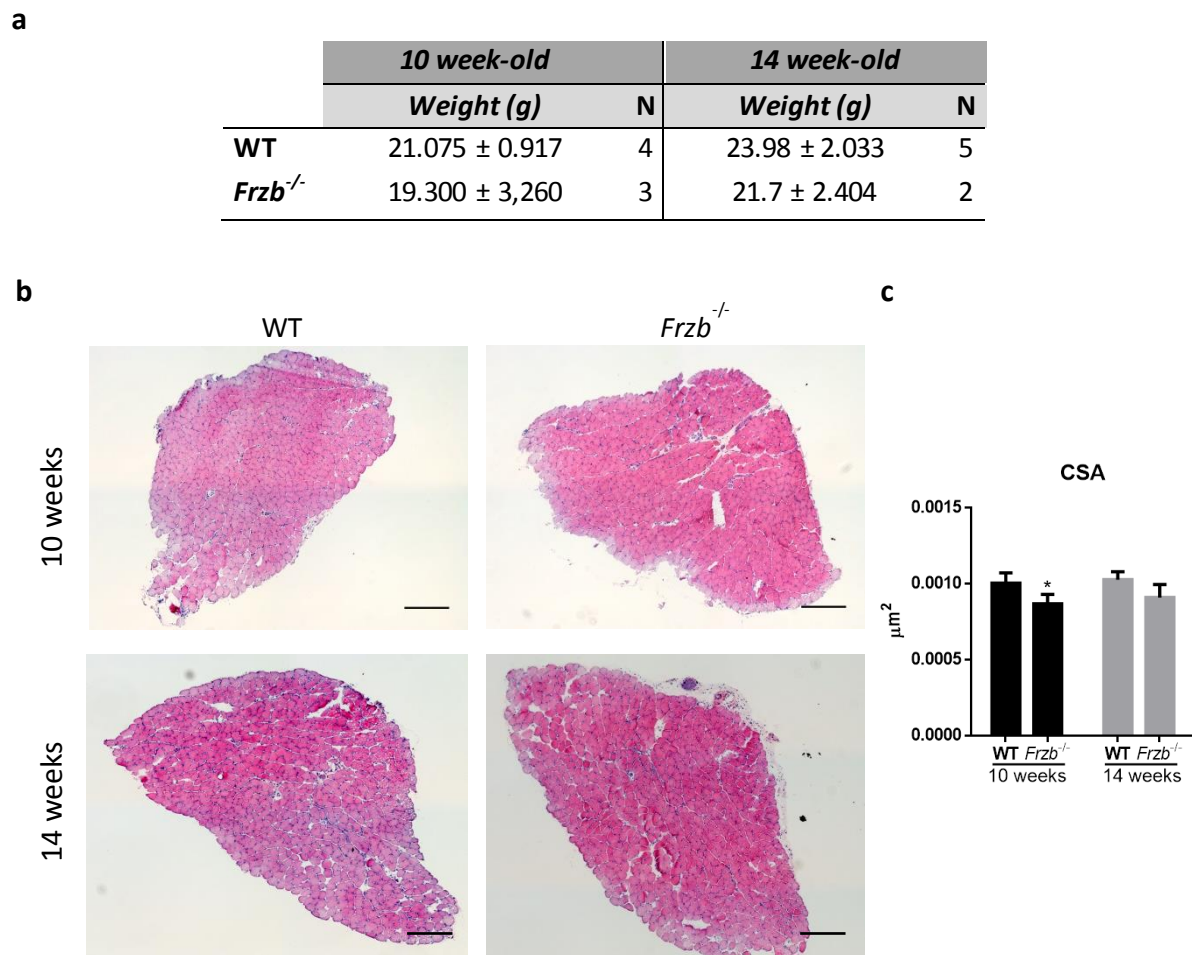 a
10 week-old 14 week-old
Weight (g) N Weight (g) N
WT 21.075 ± 0.917 4 23.98 ± 2.033 5
Frzb-/- 19.300 ± 3,260 3 21.7 ± 2.404 2
b
WT Frzb-/-
10 weeks
14 weeks
c
CSA
0.0015
0.0010
0.0005
0.0000
μm²
*
WT Frzb-/- WT Frzb-/-
10 weeks 14 weeks